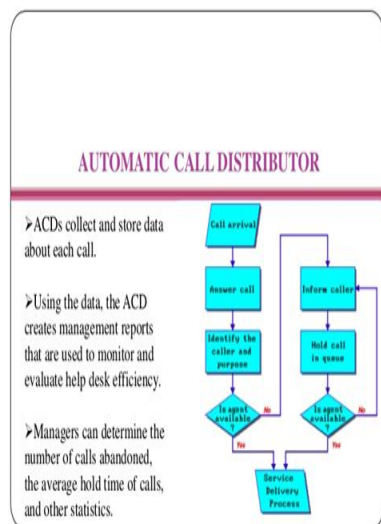 AUTOMATIC CALL DISTRIBUTOR
➢ACDs collect and store data
about each call.
➢Using the data, the ACD
creates management reports
that are used to monitor and
evaluate help desk efficiency.
➢Managers can determine the
number of calls abandoned,
the average hold time of calls,
and other statistics.
Call arrival
Answer call
Identify the
caller and
purpose
Is agent
available
?
No
Yes
Inform caller
Hold call
in queue
Is agent
available
?
No
Yes
Service
Delivery
Process